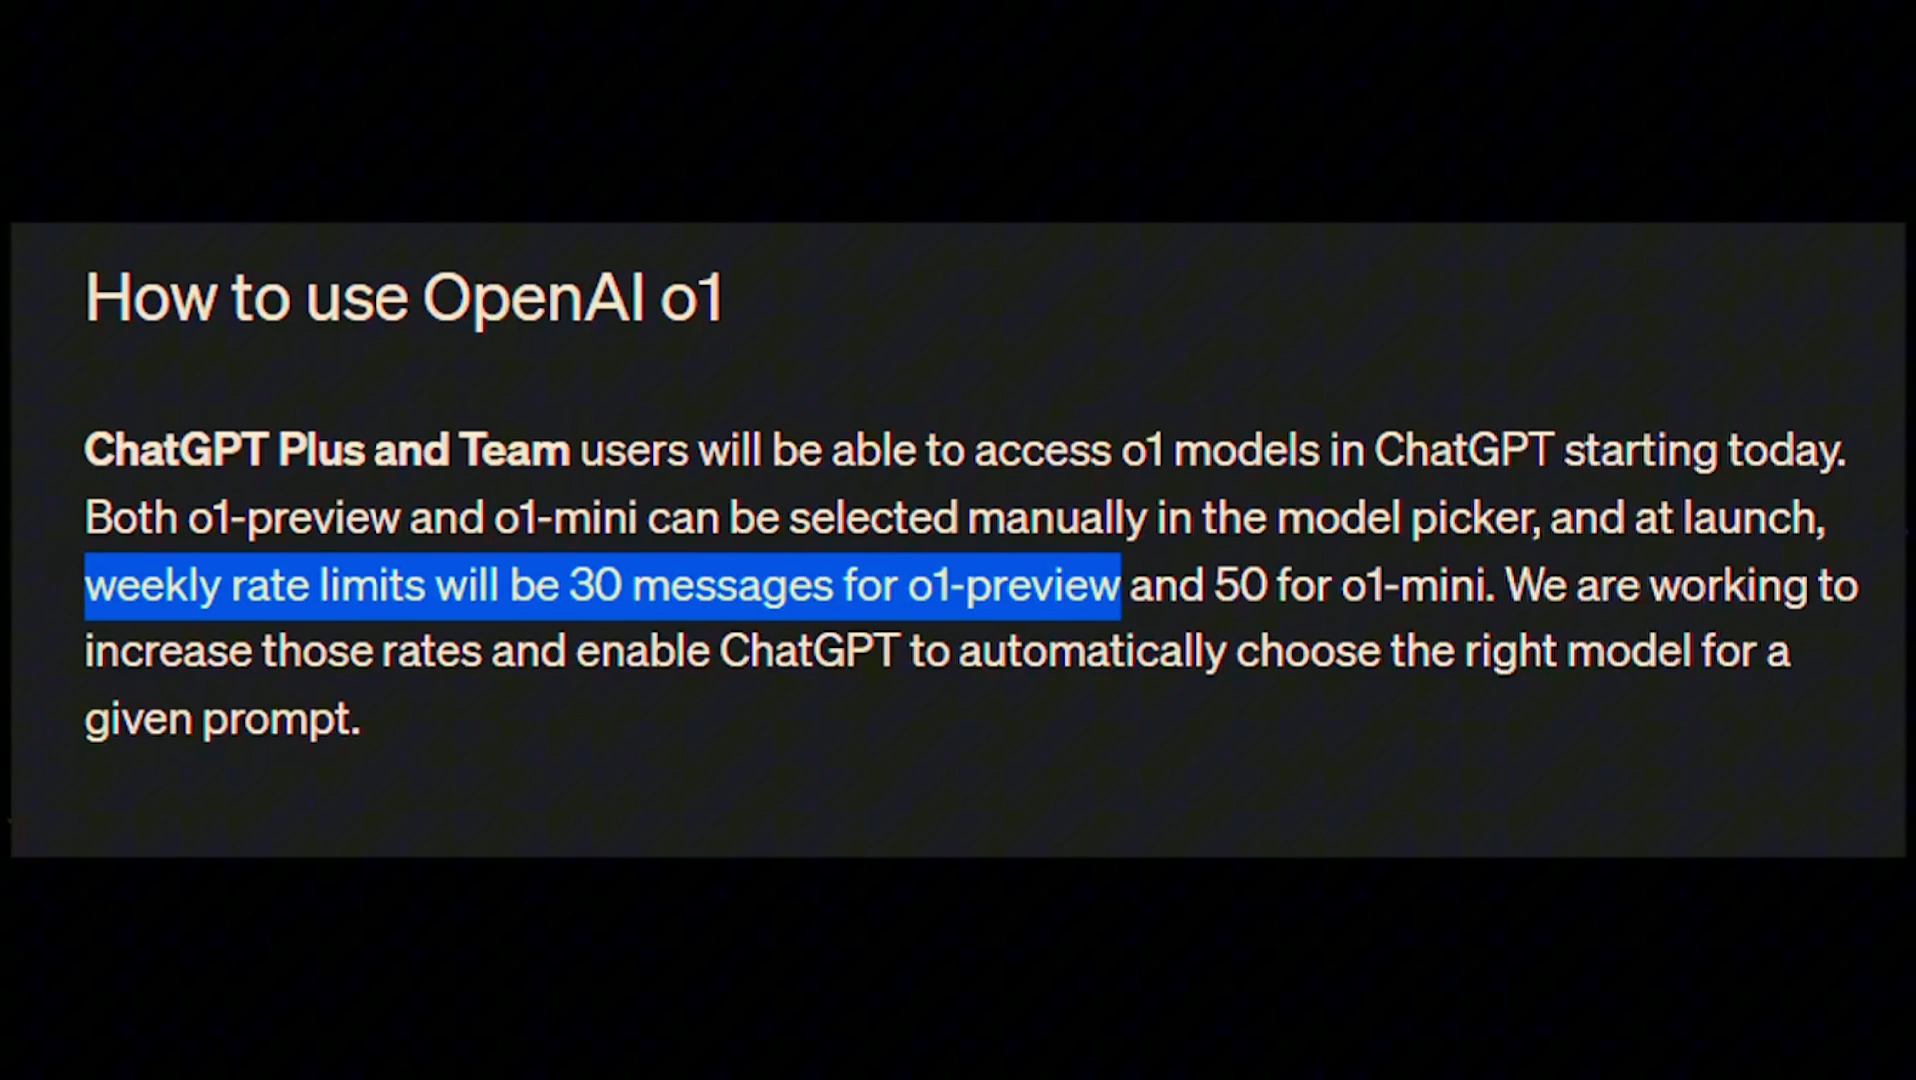 How to use OpenAI o1
ChatGPT Plus and Team users will be able to access o1 models in ChatGPT starting today.
Both o1-preview and o1-mini can be selected manually in the model picker, and at launch,
weekly rate limits will be 30 messages for o1-preview and 50 for o1-mini. We are working to
increase those rates and enable ChatGPT to automatically choose the right model for a
given prompt.